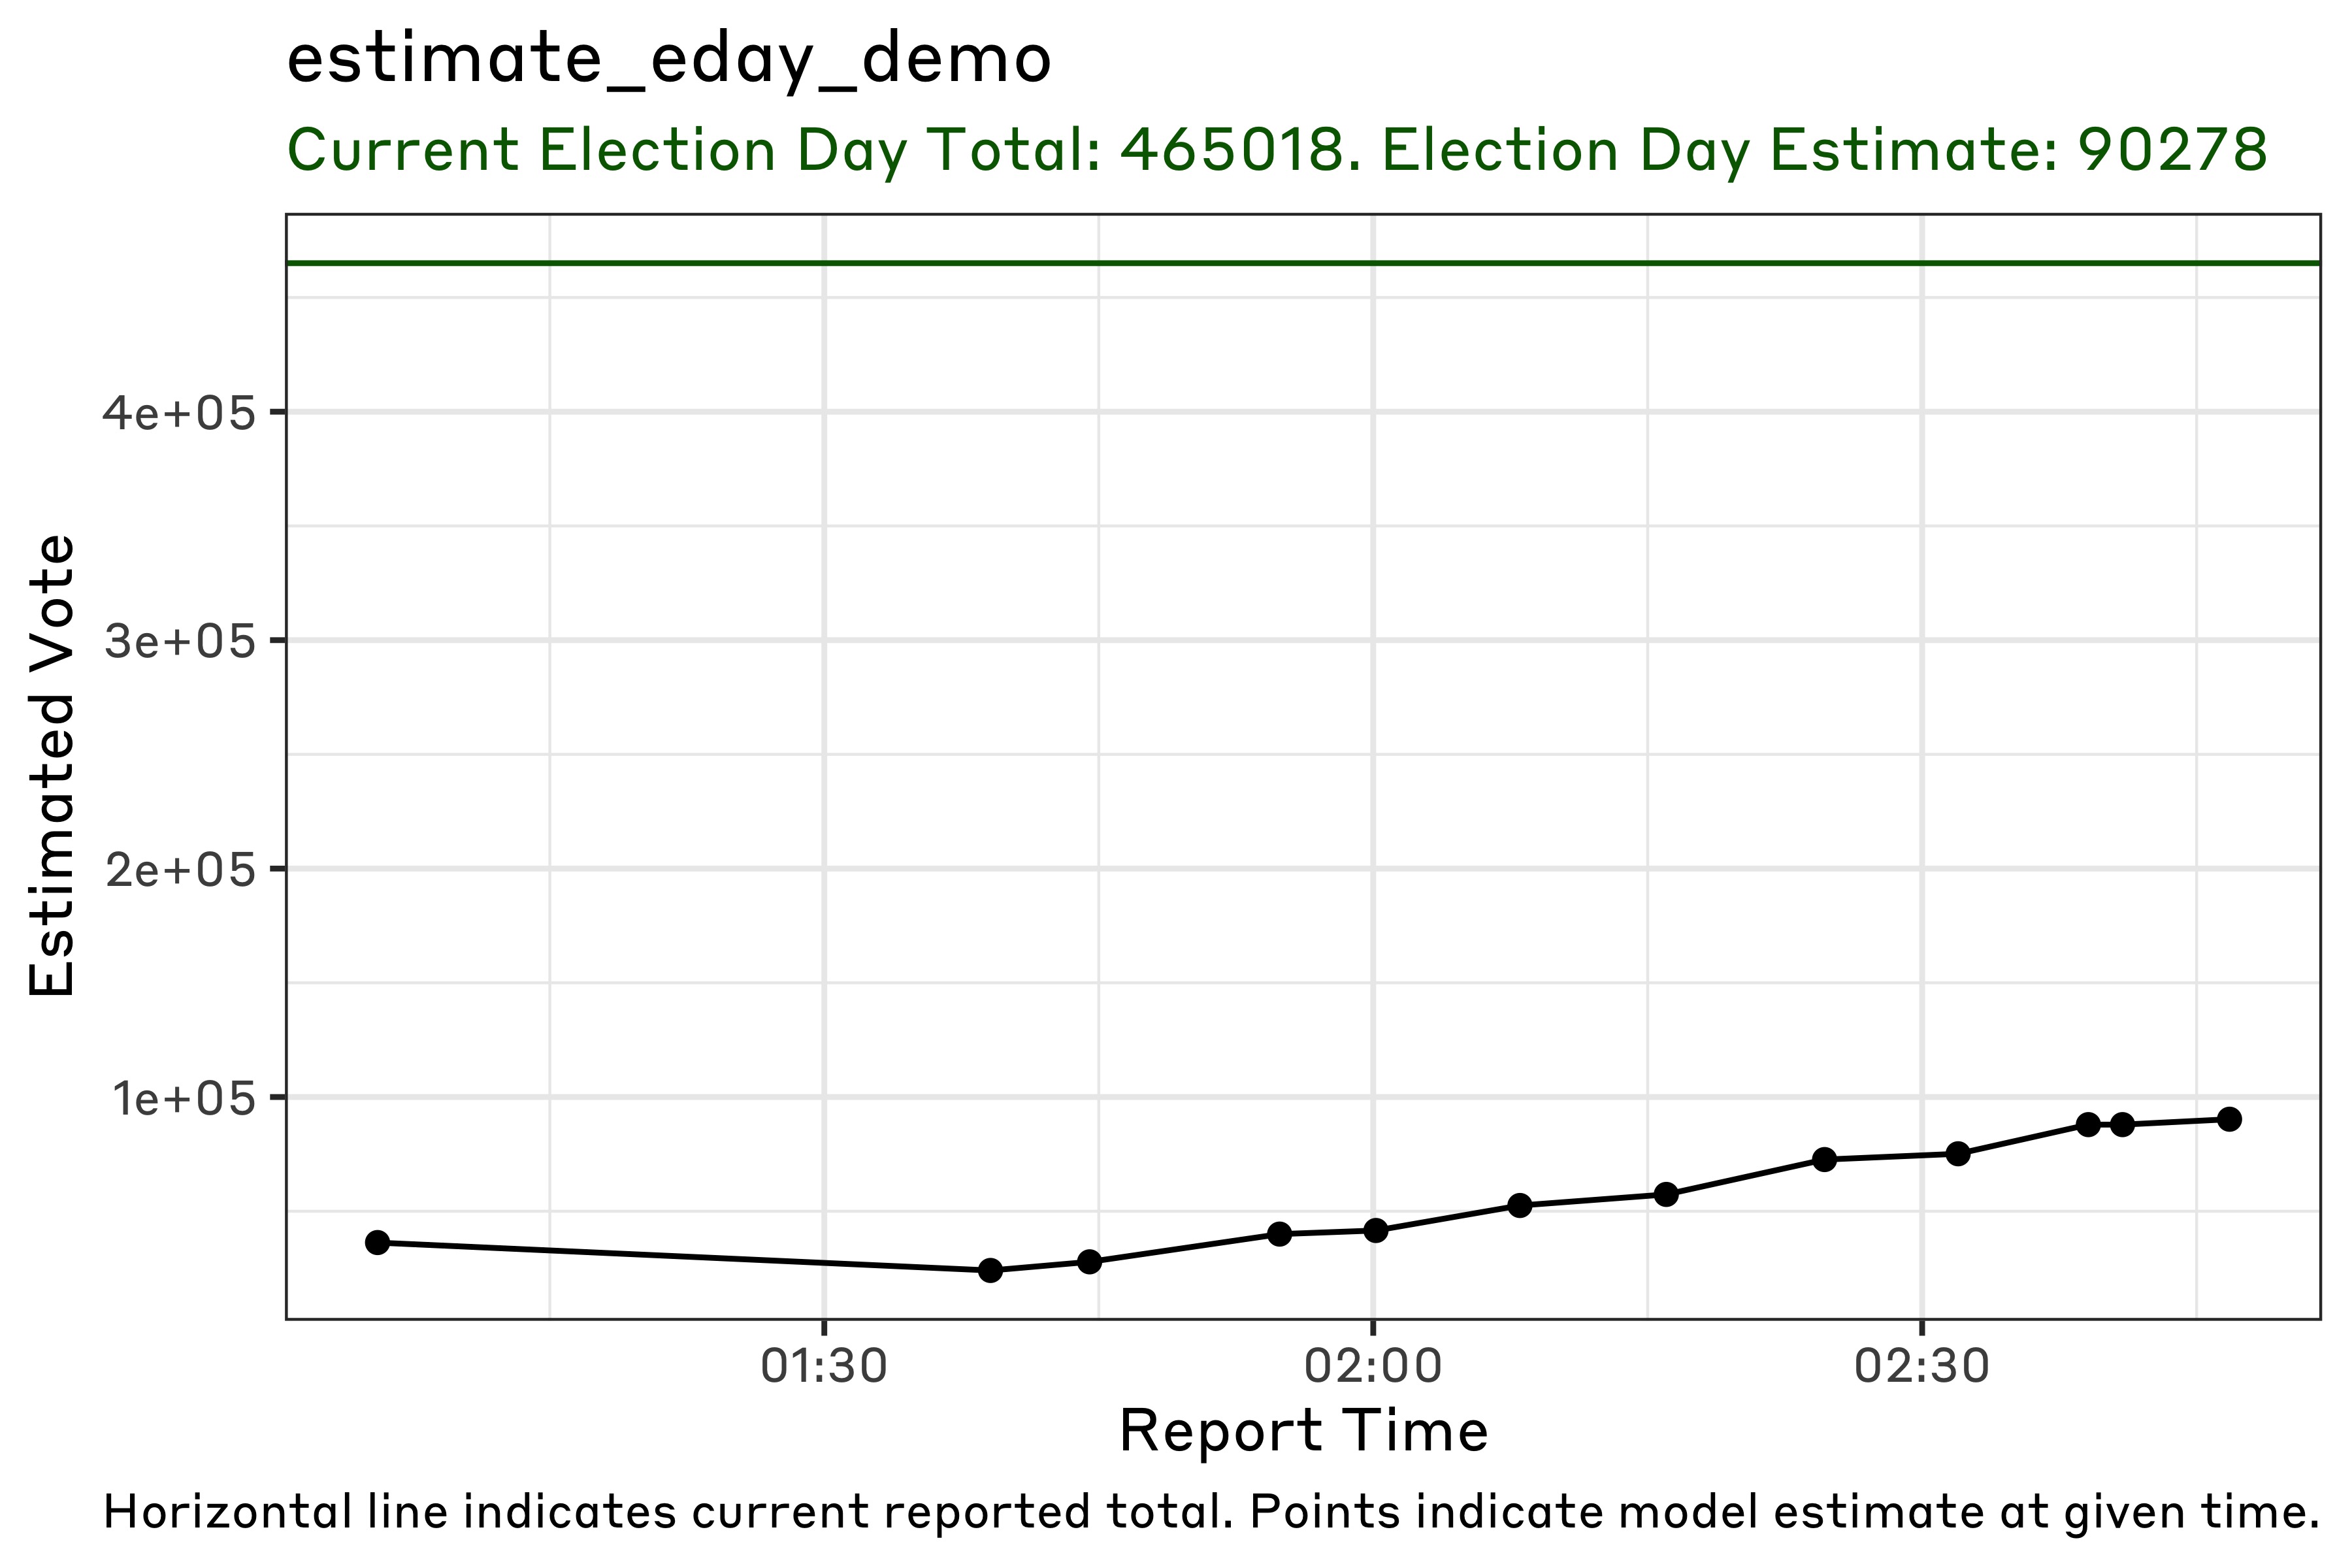 estimate_eday_demo
Current Election Day Total: 465018. Election Day Estimate: 90278
Estimated Vote
4e+05
3e+05
2e+05
1e+05
01:30 02:00 02:30
Report Time
Horizontal line indicates current reported total. Points indicate model estimate at given time.